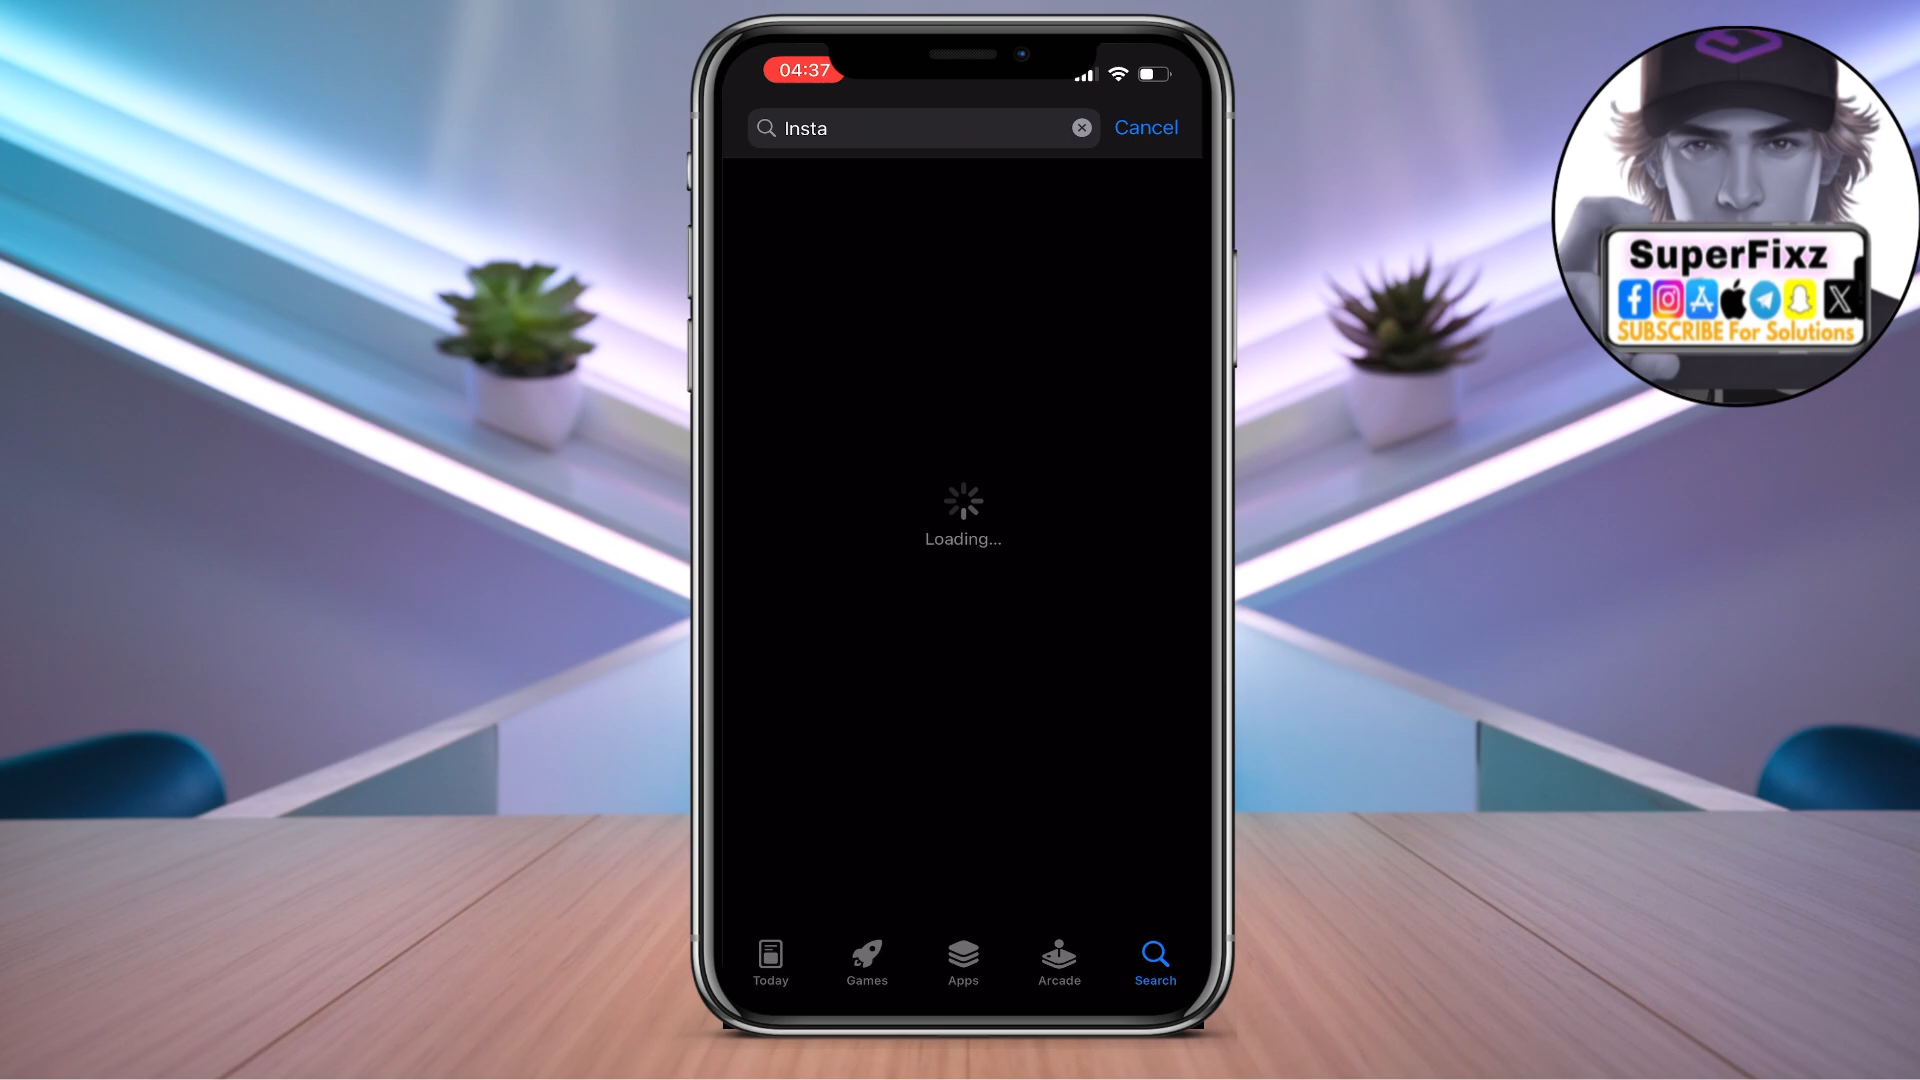 04:37
Insta
Cancel
SuperFixz
SUBSCRIBE For Solutions
Loading...
Today
Games
Apps
Arcade
Search